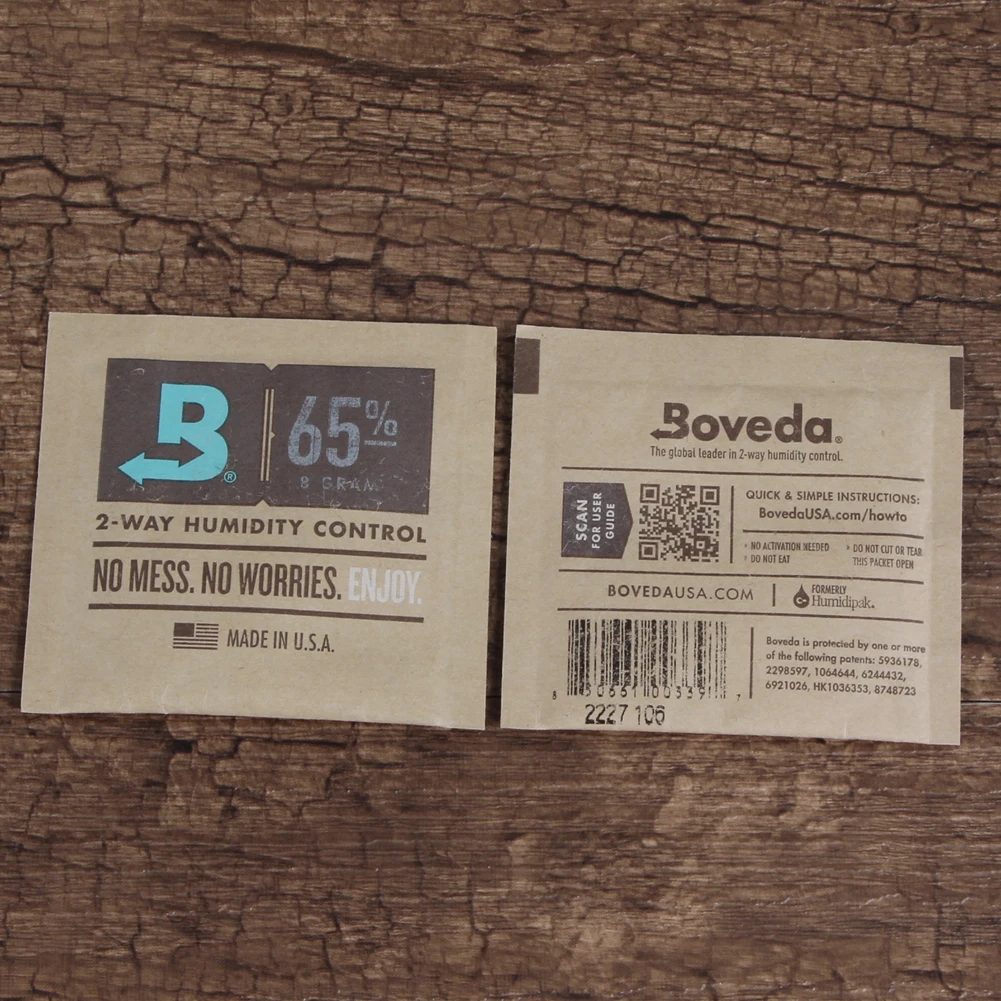 B®
65%
8 GRAM
2-WAY HUMIDITY CONTROL
NO MESS. NO WORRIES. ENJOY.
MADE IN U.S.A.
Boveda®
The global leader in 2-way humidity control.
SCAN
FOR USER
GUIDE
QUICK & SIMPLE INSTRUCTIONS:
BovedaUSA.com/howto
• NO ACTIVATION NEEDED
• DO NOT EAT
• DO NOT CUT OR TEAR
THIS PACKET OPEN
BOVEDAUSA.COM
FORMERLY
Humidipak.
Boveda is protected by one or more
of the following patents: 5936178,
2298597, 1064644, 6244432,
6921026, HK1036353, 8748723
2227 106